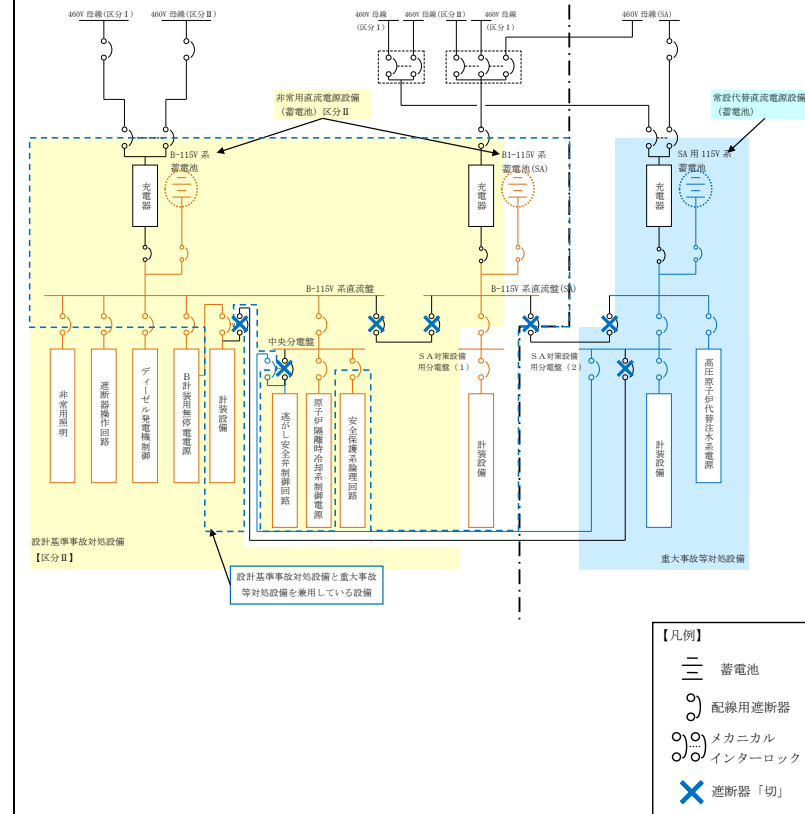 460V 母線(区分Ⅰ)
460V 母線(区分Ⅱ)
460V 母線
(区分Ⅰ)
460V 母線(区分Ⅱ)
460V 母線
(区分Ⅰ)
460V 母線(SA)
非常用直流電源設備
(蓄電池) 区分Ⅱ
常設代替直流電源設備
(蓄電池)
B-115V 系
蓄電池
B1-115V 系
蓄電池(SA)
SA 用 115V 系
蓄電池
充電器
充電器
充電器
B-115V 系直流盤
B-115V 系直流盤(SA)
中央分電盤
SA対策設備
用分電盤(1)
SA対策設備
用分電盤(2)
非常用照明
遮断器操作回路
ディーゼル発電機制御
B計装用無停電電源
計装設備
逃がし安全弁制御回路
原子炉隔離時冷却系制御電源
安全保護系論理回路
計装設備
計装設備
高圧原子炉代替注水系電源
設計基準事故対処設備
【区分Ⅱ】
重大事故等対処設備
設計基準事故対処設備と重大事故
等対処設備を兼用している設備
【凡例】
蓄電池
配線用遮断器
メカニカル
インターロック
遮断器「切」